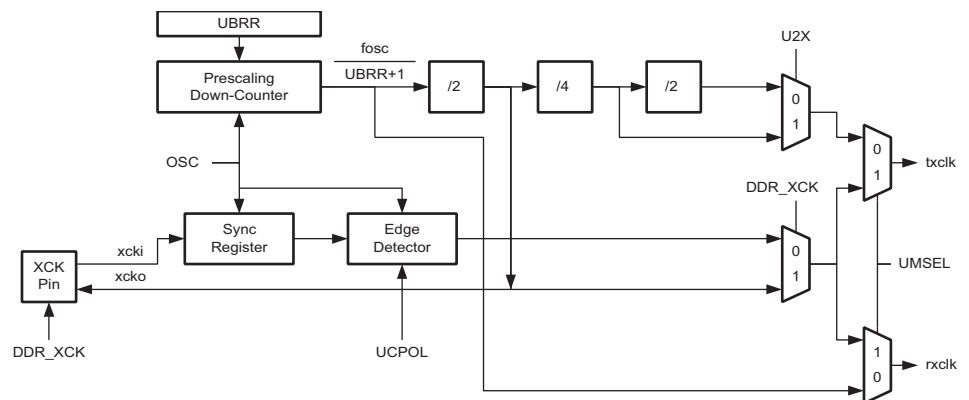 UBRR
fosc
U2X
Prescaling
Down-Counter
UBRR+1
/2
/4
/2
0
1
OSC
0
1
txclk
DDR_XCK
xcki
Sync
Register
Edge
Detector
0
1
UMSEL
XCK
Pin
xcko
DDR_XCK
UCPOL
1
0
rxclk